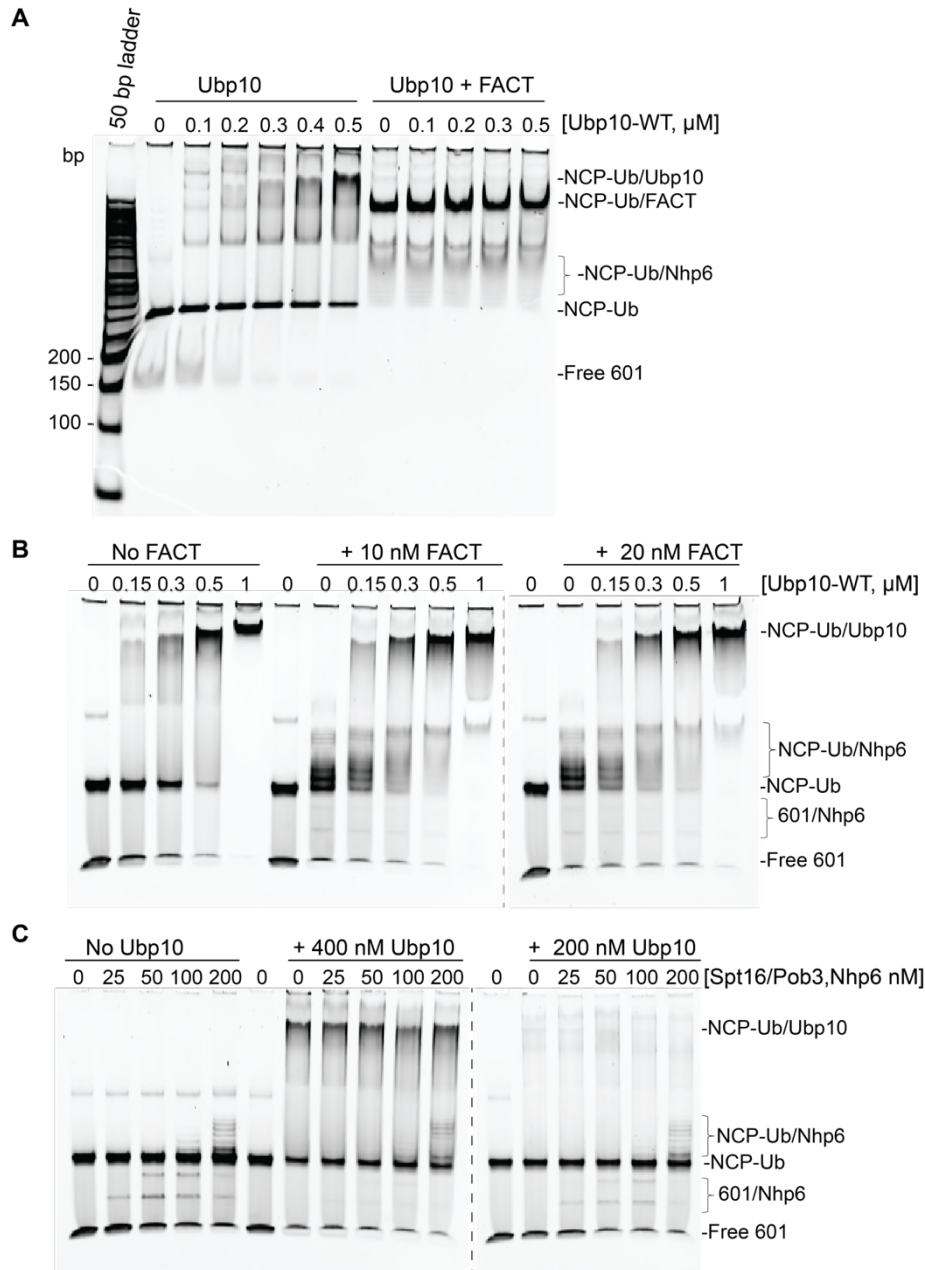 A
50 bp ladder
Ubp10 Ubp10 + FACT
0 0.1 0.2 0.3 0.4 0.5 0 0.1 0.2 0.3 0.5 [Ubp10-WT, µM]
bp
-NCP-Ub/Ubp10
-NCP-Ub/FACT
-NCP-Ub/Nhp6
-NCP-Ub
200 -
150 -
-Free 601
100 -
B
No FACT + 10 nM FACT + 20 nM FACT
0 0.15 0.3 0.5 1 0 0 0.15 0.3 0.5 1 0 0 0.15 0.3 0.5 1 [Ubp10-WT, µM]
-NCP-Ub/Ubp10
NCP-Ub/Nhp6
-NCP-Ub
601/Nhp6
-Free 601
C
No Ubp10 + 400 nM Ubp10 + 200 nM Ubp10
0 25 50 100 200 0 0 25 50 100 200 0 0 25 50 100 200 [Spt16/Pob3,Nhp6 nM]
-NCP-Ub/Ubp10
-NCP-Ub/Nhp6
-NCP-Ub
601/Nhp6
-Free 601